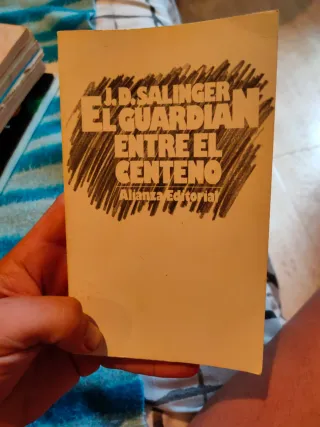 J.D.SALINGER
EL GUARDIAN
ENTRE EL
CENTENO
Alianza Editorial